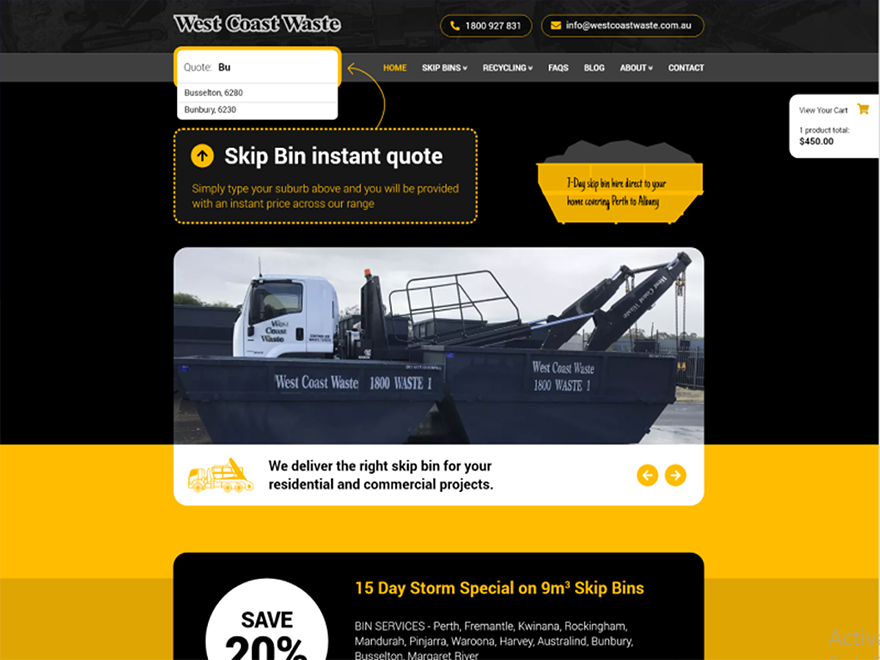 West Coast Waste
1800 927 831
info@westcoastwaste.com.au
Quote: Bu
HOME SKIP BINS RECYCLING FAQS BLOG ABOUT CONTACT
Busselton, 6280
Bunbury, 6230
View Your Cart
1 product total:
$450.00
Skip Bin instant quote
Simply type your suburb above and you will be provided
with an instant price across our range
7-Day skip bin hire direct to your
home covering Perth to Albany
West Coast Waste
West
Coast
Waste
West Coast Waste 1800 WASTE 1
West Coast Waste
1800 WASTE 1
We deliver the right skip bin for your
residential and commercial projects.
15 Day Storm Special on 9m³ Skip Bins
SAVE
20%
BIN SERVICES - Perth, Fremantle, Kwinana, Rockingham,
Mandurah, Pinjarra, Waroona, Harvey, Australind, Bunbury,
Busselton, Margaret River